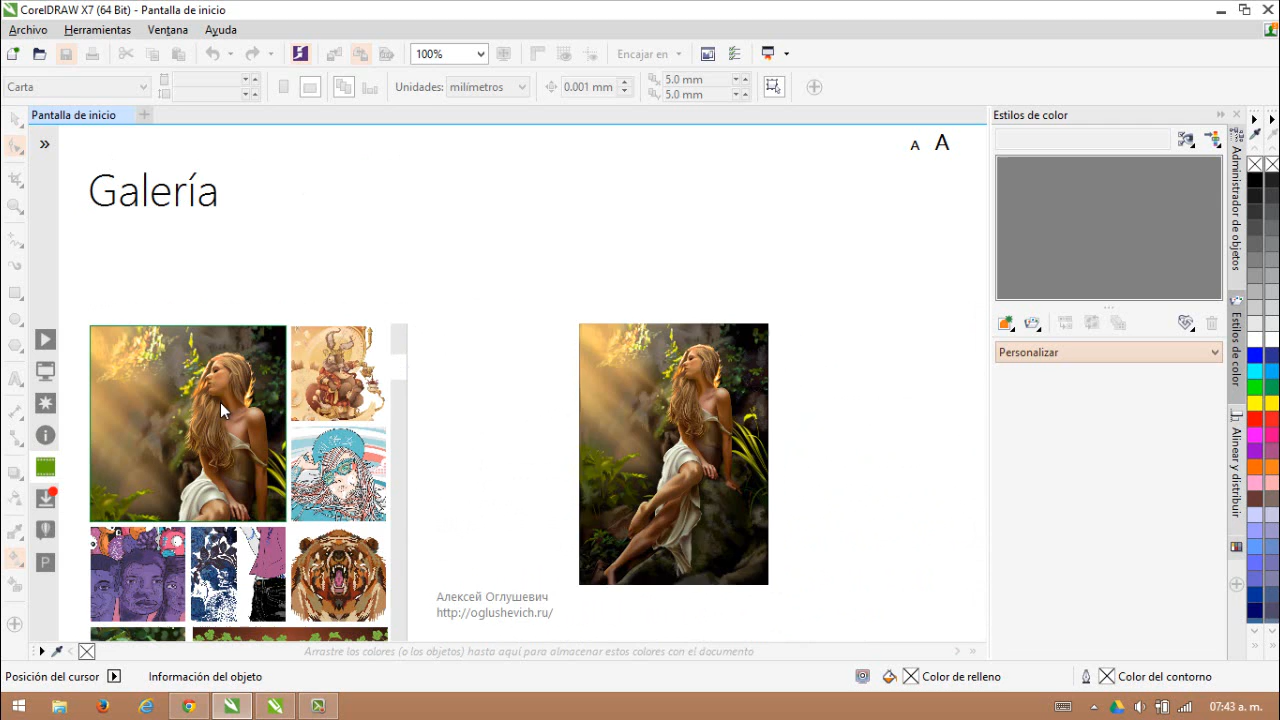 CorelDRAW X7 (64 Bit) - Pantalla de inicio
Archivo Herramientas Ventana Ayuda
100% Encajar en
Carta Unidades: milímetros 0.001 mm 5.0 mm
5.0 mm
Pantalla de inicio
Estilos de color
A A
Galería
Administrador de objetos
Estilos de color
Personalizar
Alinear y distribuir
Алексей Оглушевич
http://oglushevich.ru/
Arrastre los colores (o los objetos) hasta aquí para almacenar estos colores con el documento
Posición del cursor Información del objeto Color de relleno Color del contorno
07:43 a. m.